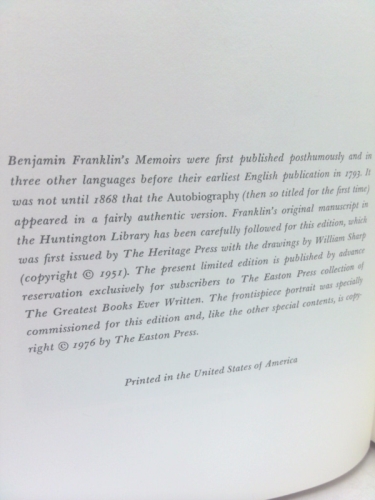 Benjamin Franklin's Memoirs were first published posthumously and in
three other languages before their earliest English publication in 1793. It
was not until 1868 that the Autobiography (then so titled for the first time)
appeared in a fairly authentic version. Franklin's original manuscript in
the Huntington Library has been carefully followed for this edition, which
was first issued by The Heritage Press with the drawings by William Sharp
(copyright © 1951). The present limited edition is published by advance
reservation exclusively for subscribers to The Easton Press collection of
The Greatest Books Ever Written. The frontispiece portrait was specially
commissioned for this edition and, like the other special contents, is copy-
right © 1976 by The Easton Press.
Printed in the United States of America